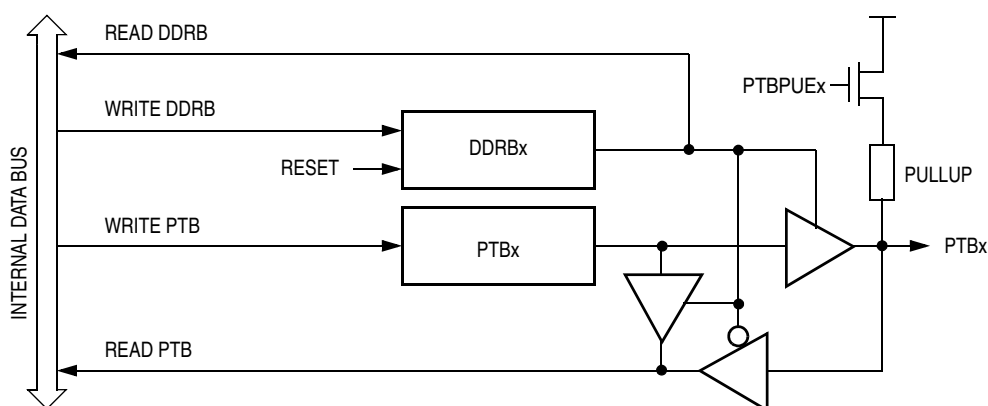 READ DDRB
PTBPUEx
WRITE DDRB
DDRBx
RESET
PULLUP
INTERNAL DATA BUS
WRITE PTB
PTBx
PTBx
READ PTB